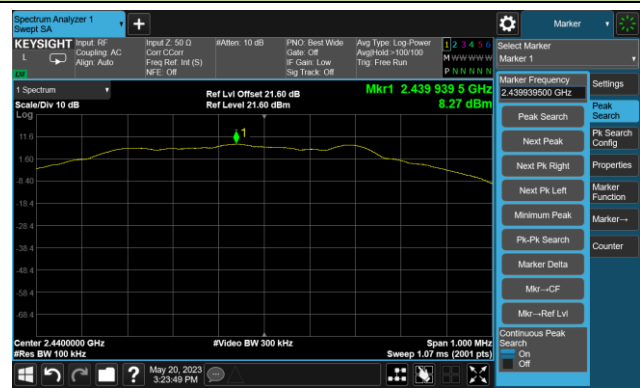 Spectrum Analyzer 1
Swept SA
+
Marker
KEYSIGHT
L
Input: RF
Coupling: AC
Align: Auto
Input Z: 50 Ω
Corr CCorr
Freq Ref: Int (S)
NFE: Off
#Atten: 10 dB
PNO: Best Wide
Gate: Off
IF Gain: Low
Sig Track: Off
Avg Type: Log-Power
Avg|Hold:>100/100
Trig: Free Run
1 2 3 4 5 6
M W W W W W
P N N N N N
Select Marker
Marker 1
1 Spectrum
Scale/Div 10 dB
Log
Ref Lvl Offset 21.60 dB
Ref Level 21.60 dBm
Mkr1 2.439 939 5 GHz
8.27 dBm
1
11.6
1.60
-8.40
-18.4
-28.4
-38.4
-48.4
-58.4
-68.4
Center 2.4400000 GHz
#Res BW 100 kHz
#Video BW 300 kHz
Span 1.000 MHz
Sweep 1.07 ms (2001 pts)
Marker Frequency
2.439939500 GHz
Peak Search
Next Peak
Next Pk Right
Next Pk Left
Minimum Peak
Pk-Pk Search
Marker Delta
Mkr→CF
Mkr→Ref Lvl
Continuous Peak
Search
On
Off
Settings
Peak
Search
Pk Search
Config
Properties
Marker
Function
Marker→
Counter
?
May 20, 2023
3:23:49 PM